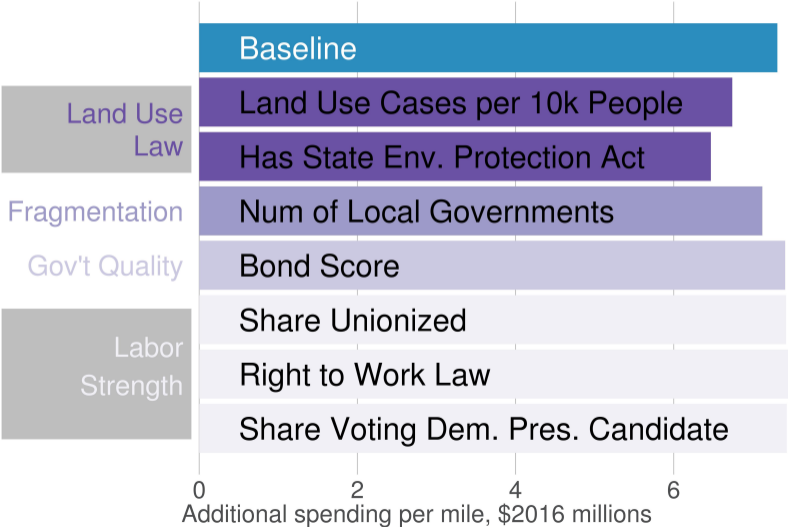 Baseline
Land Use Law
Land Use Cases per 10k People
Has State Env. Protection Act
Fragmentation
Num of Local Governments
Gov't Quality
Bond Score
Labor Strength
Share Unionized
Right to Work Law
Share Voting Dem. Pres. Candidate
0 2 4 6
Additional spending per mile, $2016 millions